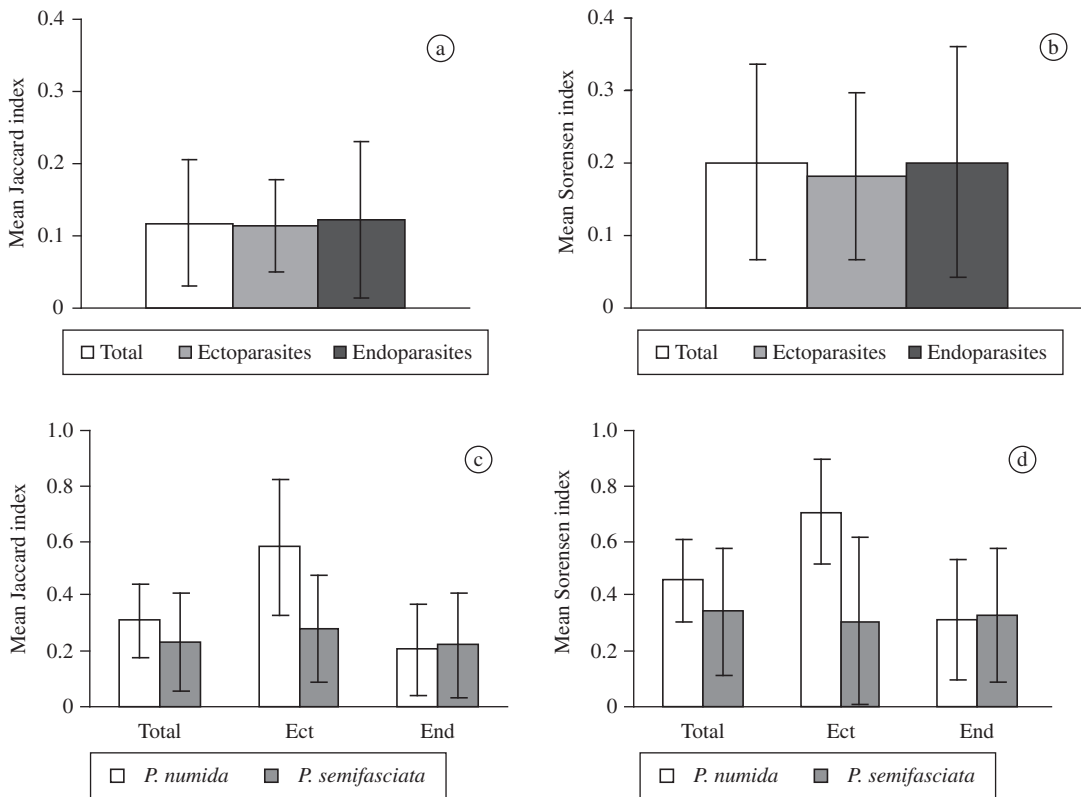 0.4
0.3
0.2
0.1
0
Mean Jaccard index
a
Total Ectoparasites Endoparasites
0.4
0.3
0.2
0.1
0
Mean Sorensen index
b
Total Ectoparasites Endoparasites
1.0
0.8
0.6
0.4
0.2
0
Mean Jaccard index
c
Total Ect End
P. numida P. semifasciata
1.0
0.8
0.6
0.4
0.2
0
Mean Sorensen index
d
Total Ect End
P. numida P. semifasciata